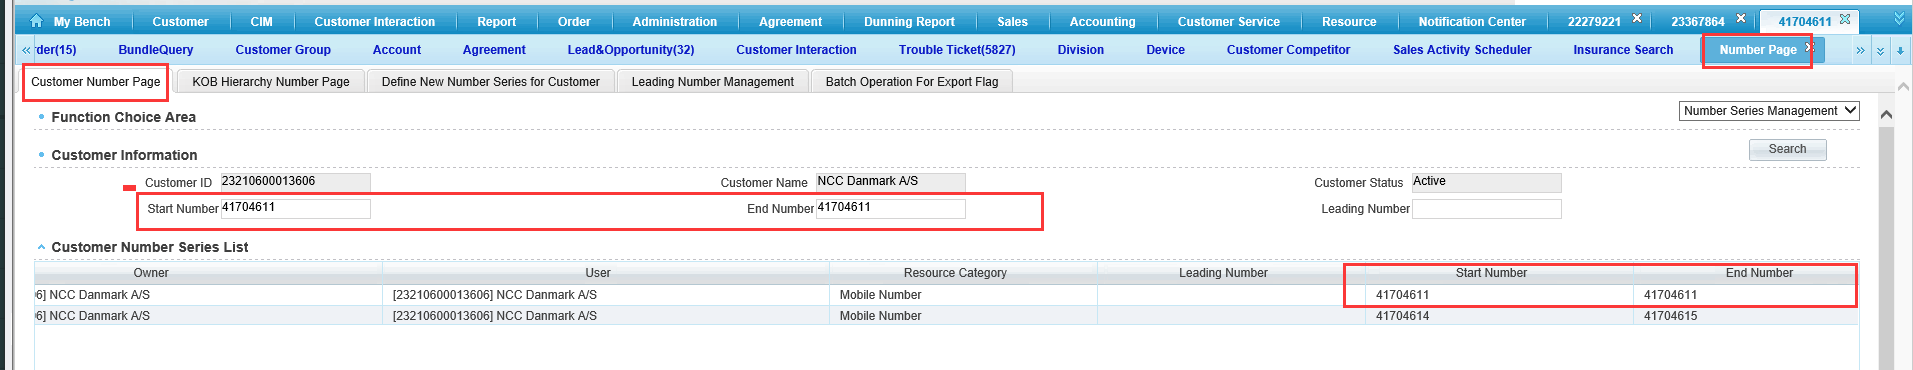 My Bench Customer CIM Customer Interaction Report Order Administration Agreement Dunning Report Sales Accounting Customer Service Resource Notification Center 22279221 23367864 41704611
rder(15) BundleQuery Customer Group Account Agreement Lead&Opportunity(32) Customer Interaction Trouble Ticket(5827) Division Device Customer Competitor Sales Activity Scheduler Insurance Search Number Page
Customer Number Page KOB Hierarchy Number Page Define New Number Series for Customer Leading Number Management Batch Operation For Export Flag
Function Choice Area Number Series Management
Customer Information Search
Customer ID 23210600013606 Customer Name NCC Danmark A/S Customer Status Active
Start Number 41704611 End Number 41704611 Leading Number
Customer Number Series List
Owner User Resource Category Leading Number Start Number End Number
6] NCC Danmark A/S [23210600013606] NCC Danmark A/S Mobile Number 41704611 41704611
6] NCC Danmark A/S [23210600013606] NCC Danmark A/S Mobile Number 41704614 41704615